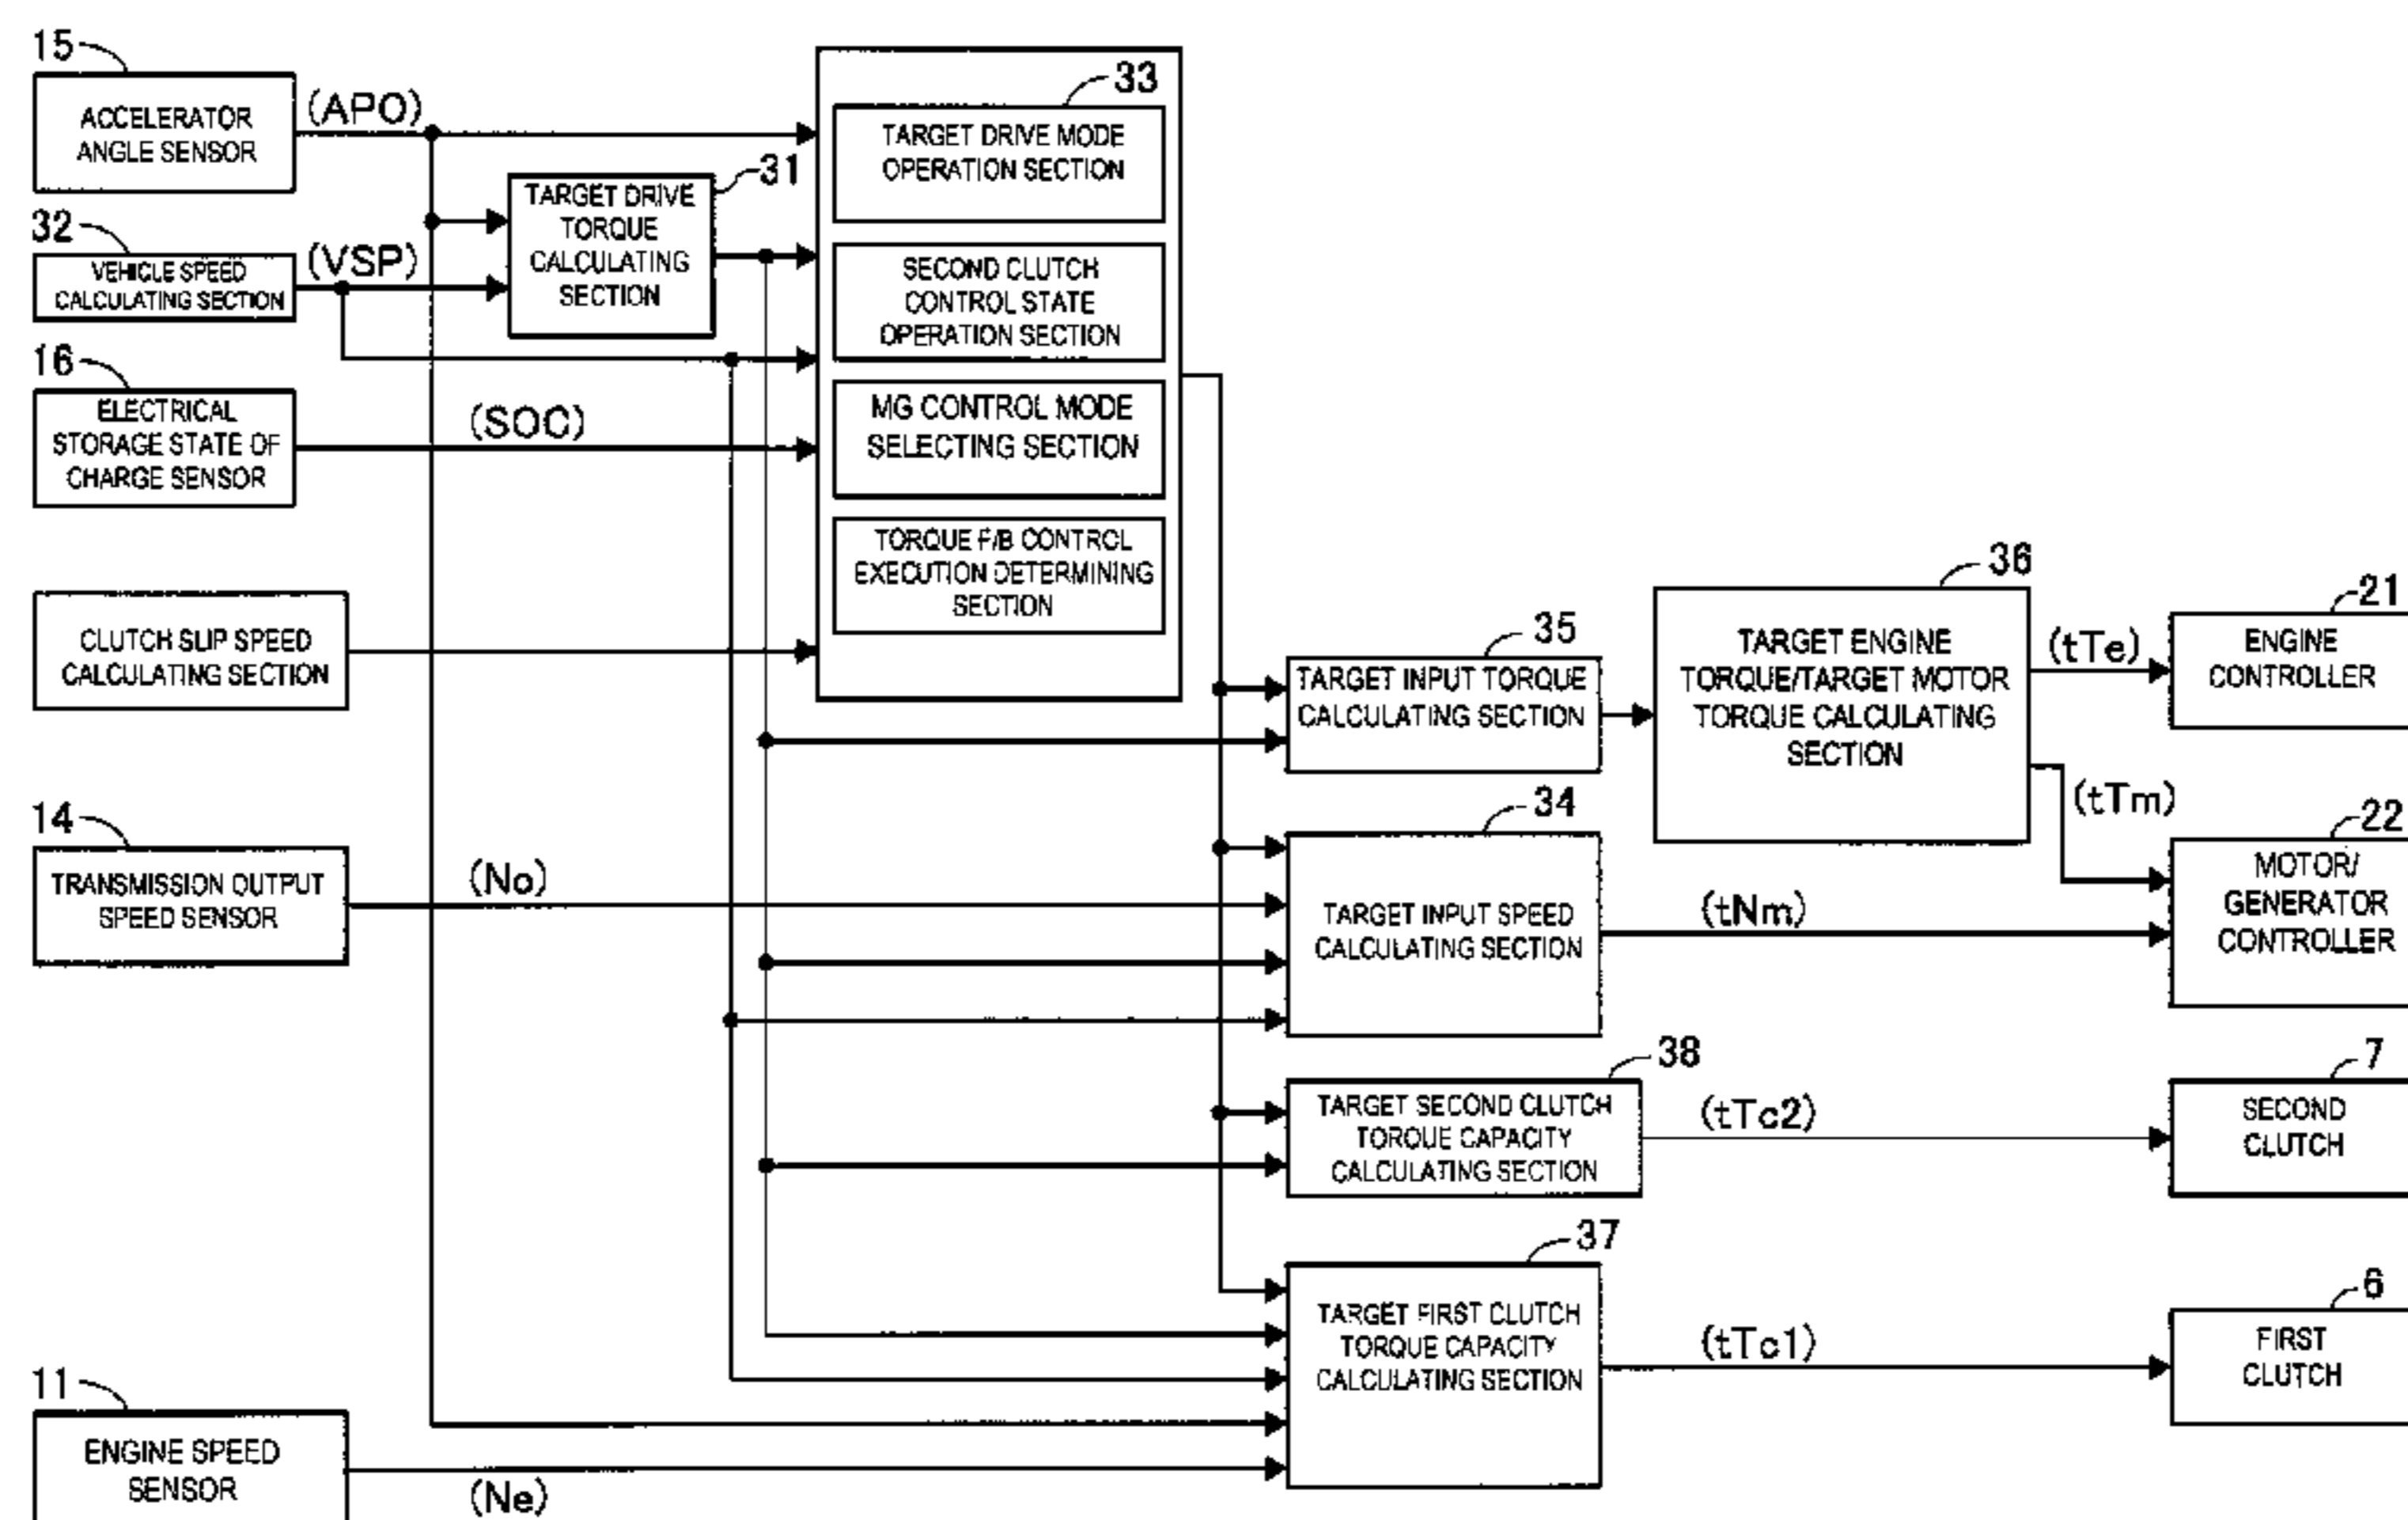 15
ACCELERATOR
ANGLE SENSOR
(APO)
32
VEHICLE SPEED
CALCULATING SECTION
(VSP)
31
TARGET DRIVE
TORQUE
CALCULATING
SECTION
16
ELECTRICAL
STORAGE STATE OF
CHARGE SENSOR
(SOC)
CLUTCH SLIP SPEED
CALCULATING SECTION
33
TARGET DRIVE MODE
OPERATION SECTION
SECOND CLUTCH
CONTROL STATE
OPERATION SECTION
MG CONTROL MODE
SELECTING SECTION
TORQUE F/B CONTROL
EXECUTION DETERMINING
SECTION
14
TRANSMISSION OUTPUT
SPEED SENSOR
(No)
11
ENGINE SPEED
SENSOR
(Ne)
35
TARGET INPUT TORQUE
CALCULATING SECTION
36
TARGET ENGINE
TORQUE/TARGET MOTOR
TORQUE CALCULATING
SECTION
(tTe)
21
ENGINE
CONTROLLER
(tTm)
34
TARGET INPUT SPEED
CALCULATING SECTION
(tNm)
22
MOTOR/
GENERATOR
CONTROLLER
38
TARGET SECOND CLUTCH
TORQUE CAPACITY
CALCULATING SECTION
(tTc2)
7
SECOND
CLUTCH
37
TARGET FIRST CLUTCH
TORQUE CAPACITY
CALCULATING SECTION
(tTc1)
6
FIRST
CLUTCH